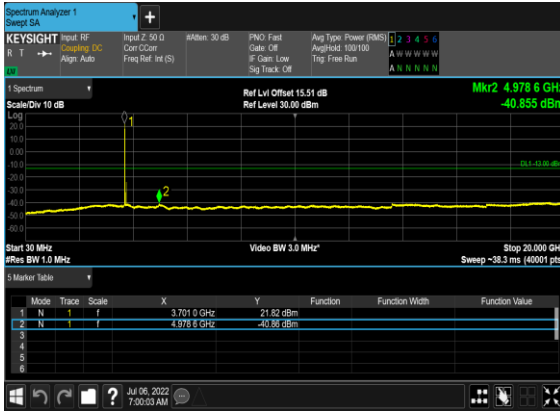 Spectrum Analyzer 1
Swept SA
+
KEYSIGHT Input: RF Input Z: 50 Ω #Atten: 30 dB PNO: Fast Avg Type: Power (RMS) 1 2 3 4 5 6
R T Coupling: DC Corr CCorr Gate: Off Avg|Hold: 100/100 A W W W W W
Align: Auto Freq Ref: Int (S) IF Gain: Low Trig: Free Run
Sig Track: Off A N N N N N
1 Spectrum Ref Lvl Offset 15.51 dB Mkr2 4.978 6 GHz
Scale/Div 10 dB Ref Level 30.00 dBm -40.855 dBm
Log
20.0
10.0
0.00
-10.0
-20.0
-30.0
-40.0
-50.0
-60.0
1
2
DL1 -13.00 dBm
Start 30 MHz Video BW 3.0 MHz* Stop 20.000 GH
#Res BW 1.0 MHz Sweep ~38.3 ms (40001 pts
5 Marker Table
Mode Trace Scale X Y Function Function Width Function Value
1 N 1 f 3.701 0 GHz 21.82 dBm
2 N 1 f 4.978 6 GHz -40.86 dBm
3
4
5
6
?
Jul 06, 2022
7:00:03 AM